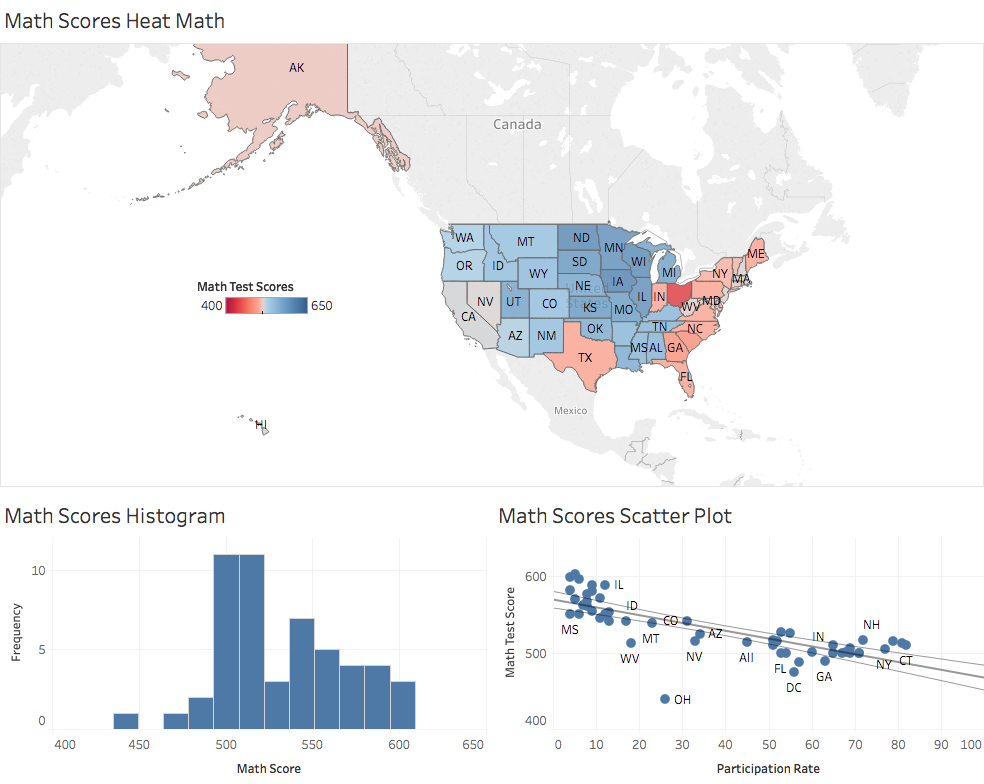 Math Scores Heat Math
AK
Canada
WA
MT
ND
MN
ME
OR
ID
SD
WI
MI
NY
MA
WY
NE
IA
Math Test Scores
400
650
NV
UT
CO
United States
KS
MO
IL
IN
WV
MD
CA
AZ
NM
OK
TN
NC
TX
MS
AL
GA
FL
Mexico
HI
Math Scores Histogram
Frequency
10
5
0
400
450
500
550
600
650
Math Score
Math Scores Scatter Plot
Math Test Score
600
500
400
IL
ID
MS
CO
MT
AZ
WV
NV
All
FL
DC
IN
GA
NH
NY
CT
OH
0
10
20
30
40
50
60
70
80
90
100
Participation Rate